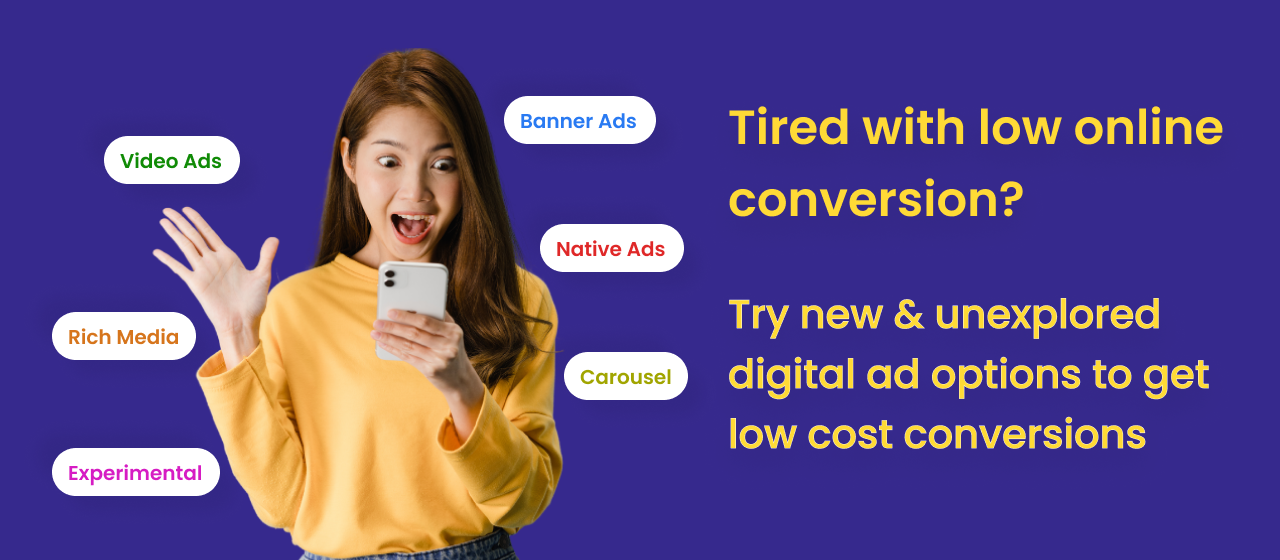 Banner Ads
Video Ads
Native Ads
Rich Media
Carousel
Experimental
Tired with low online
conversion?
Try new & unexplored
digital ad options to get
low cost conversions